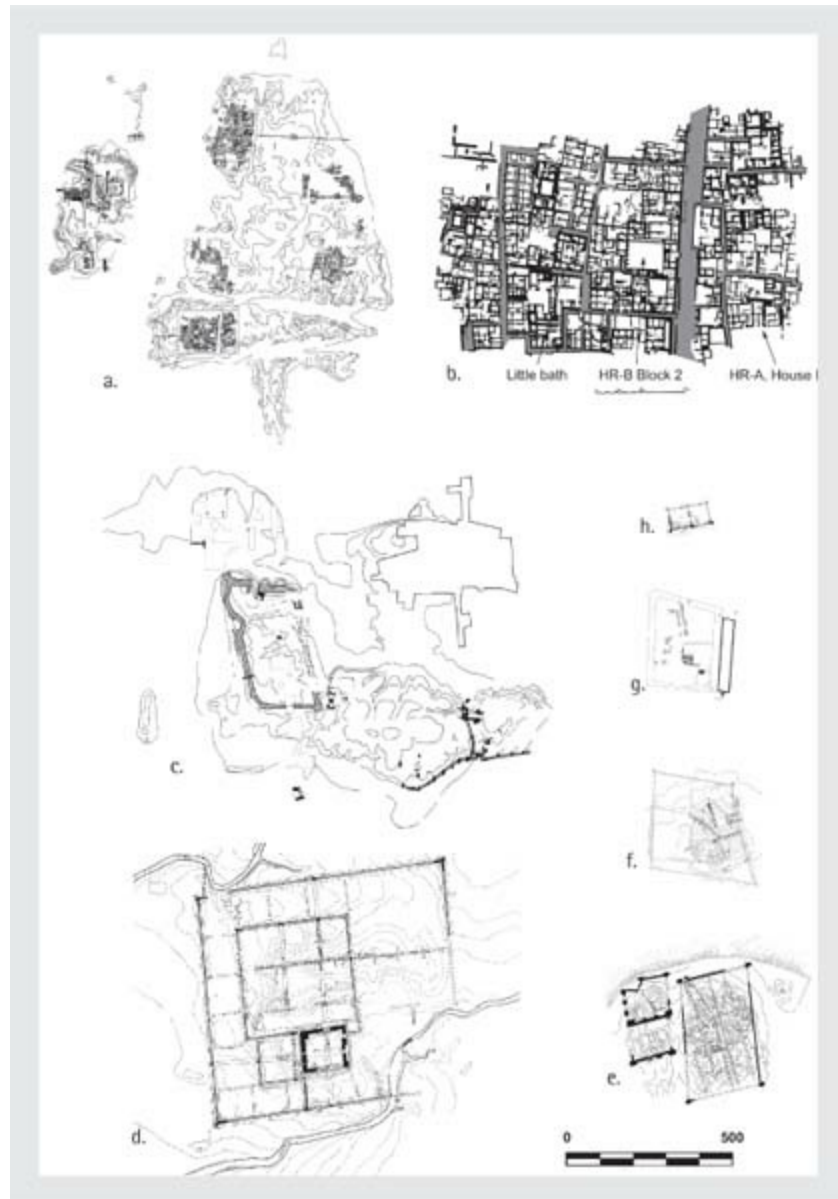 a.
b.
Little bath
HR-B Block 2
HR-A, House I
c.
h.
g.
f.
d.
e.
0
500